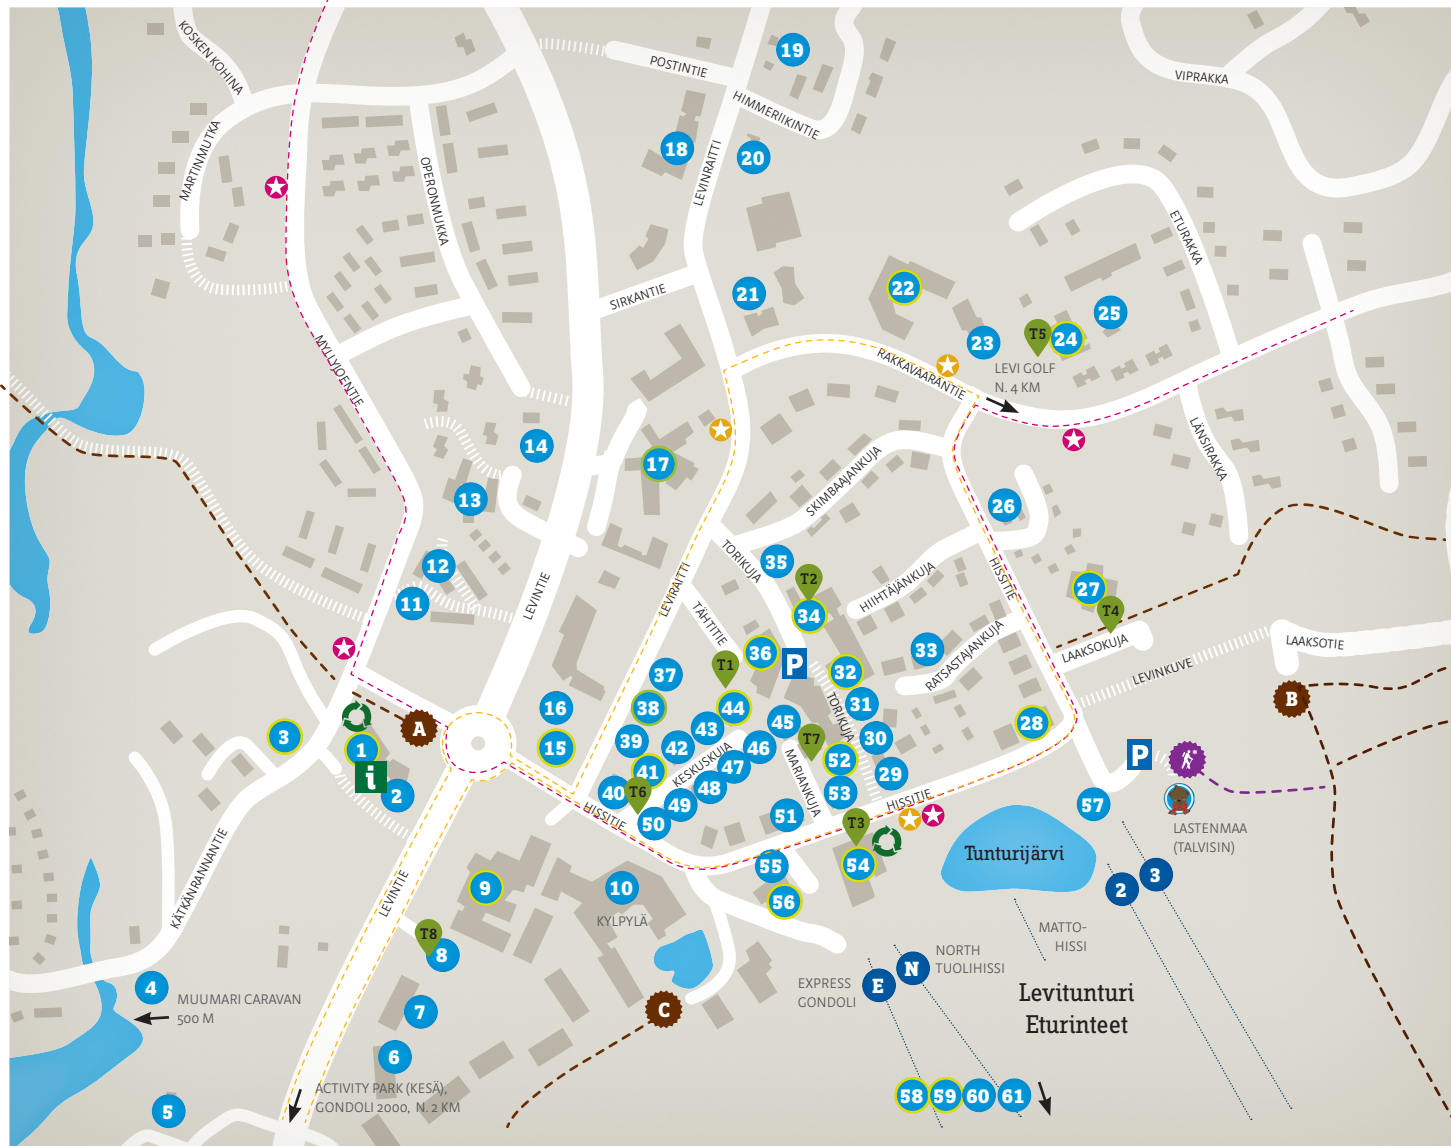 KOSKEN KOHINA
POSTINTIE
19
HIMMERIIKINTIE
VIPRAKKA
MARTINMUTKA
OPERONMUKKA
18
LEVINRAITTI
20
ETURAKKA
SIRKANTIE
21
22
23
T5
24
25
LEVI GOLF
N. 4 KM
RAKKAVAARANTIE
MYLLYJOENTIE
14
17
SKIMBAAJANKUJA
LÄNSIRAKKA
13
26
12
11
LEVINTIE
LEVIRAITTI
TORIKUJA
35
T2
34
HIIHTÄJÄNKUJA
HISSITIE
27
T4
TÄHTITIE
36
P
T1
33
RATSASTAJANKUJA
LAAKSOKUJA
LAAKSOTIE
LEVINKUVE
B
37
32
16
38
44
31
TORIKUJA
28
3
A
1
i
2
15
39
43
45
T7
30
42
46
52
41
KESKUSKUJA
47
MARIANKUJA
29
P
40
T6
48
53
49
HISSITIE
50
51
HISSITIE
T3
57
LASTENMAA
(TALVISIN)
Tunturijärvi
55
54
2
3
KÄTKÄNRANNANTIE
LEVINTIE
9
10
KYLPYLÄ
56
T8
8
MATTO-
HISSI
NORTH
TUOLIHISSI
N
EXPRESS
GONDOLI
E
4
MUUMARI CARAVAN
500 M
7
C
Levitunturi
Eturinteet
6
ACTIVITY PARK (KESÄ),
GONDOLI 2000, N. 2 KM
5
58
59
60
61